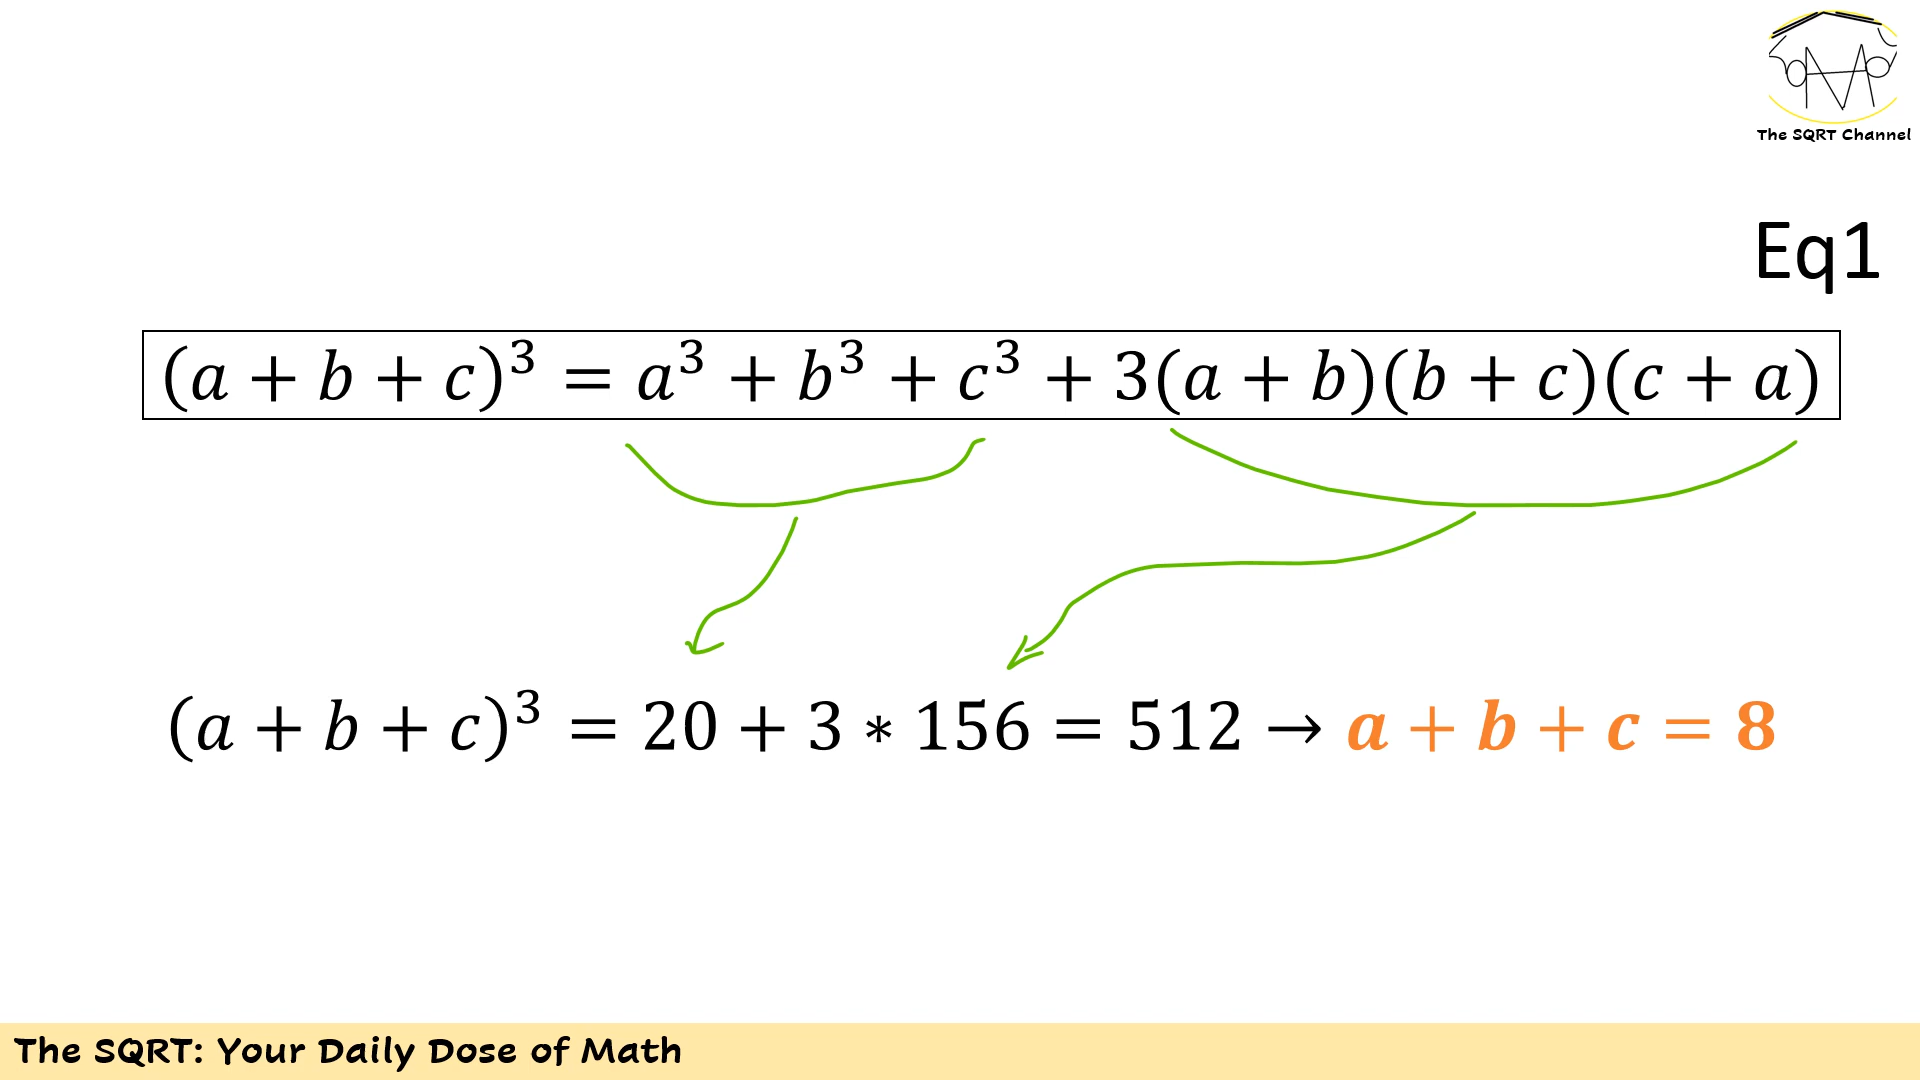 The SQRT Channel
Eq1
(a + b + c)³ = a³ + b³ + c³ + 3(a + b)(b + c)(c + a)
(a + b + c)³ = 20 + 3 ∗ 156 = 512 → a + b + c = 8
The SQRT: Your Daily Dose of Math